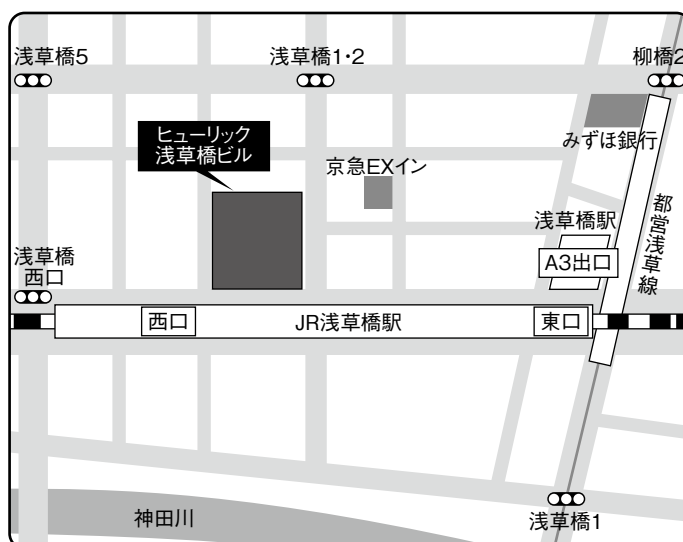 浅草橋5
浅草橋1・2
柳橋2
ヒューリック
浅草橋ビル
みずほ銀行
京急EXイン
都営浅草線
浅草橋駅
A3出口
浅草橋
西口
西口
JR浅草橋駅
東口
神田川
浅草橋1